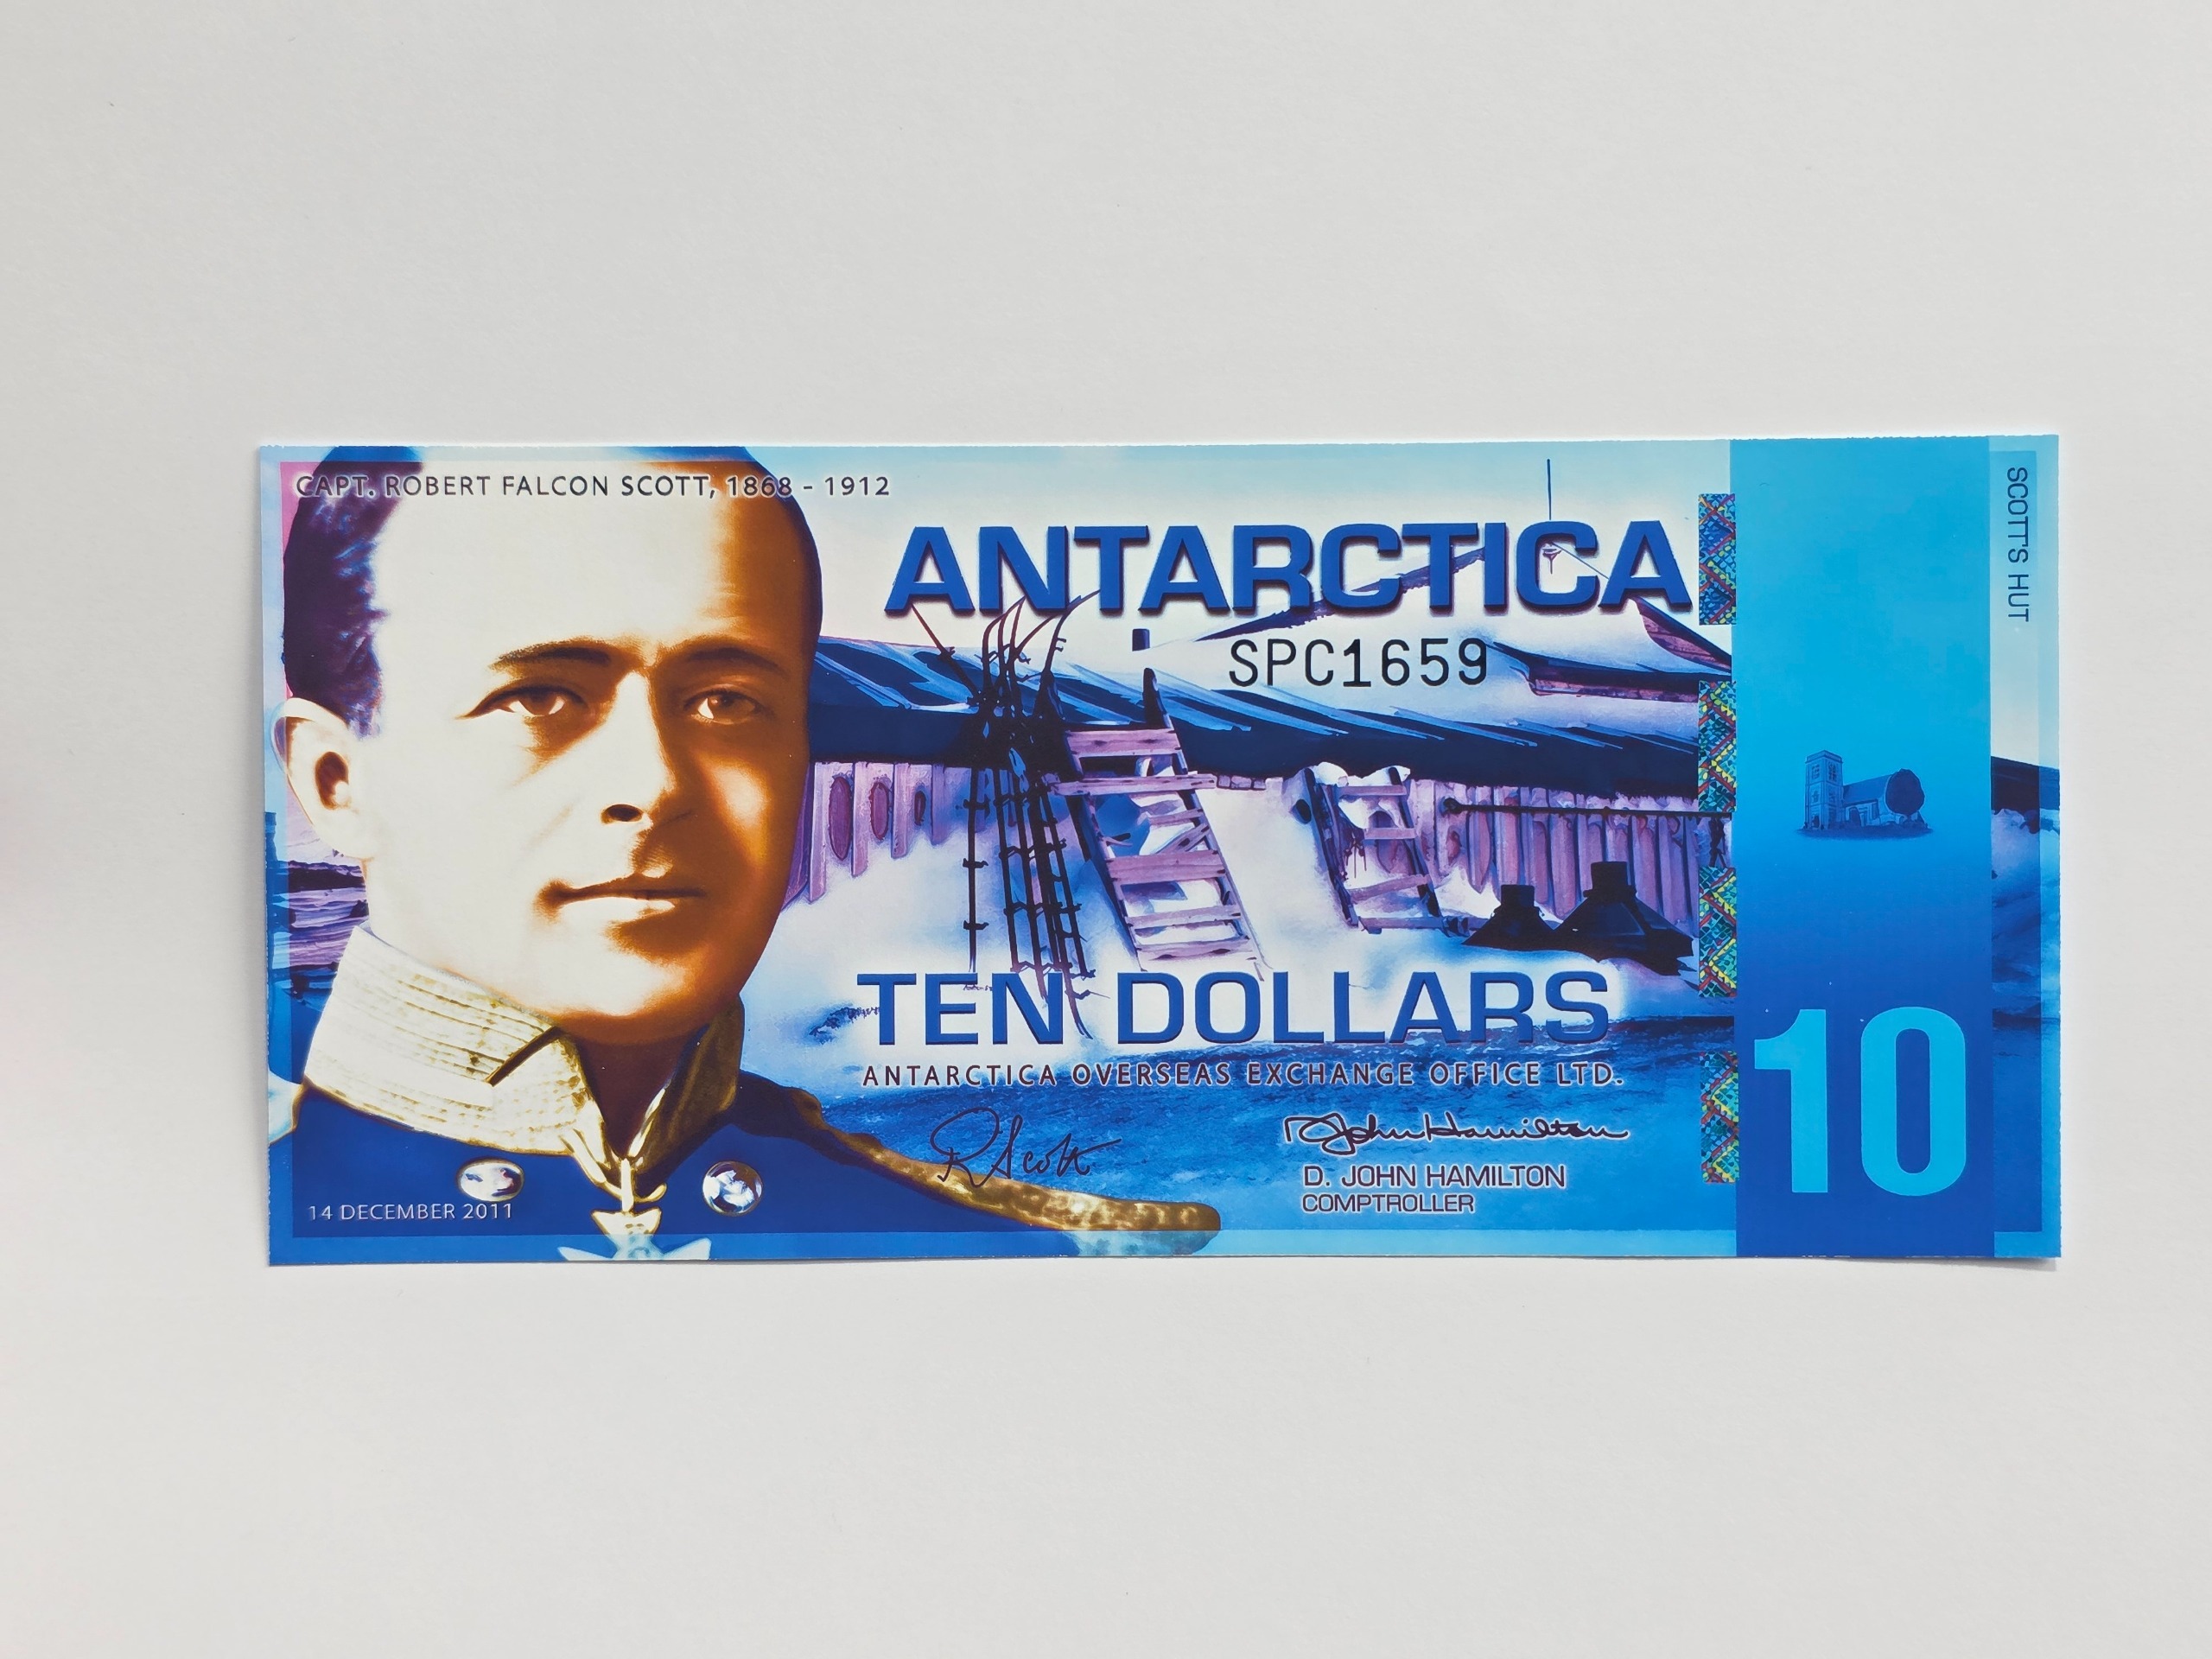 CAPT. ROBERT FALCON SCOTT, 1868 - 1912
ANTARCTICA
SPC1659
SCOTT'S HUT
TEN DOLLARS
ANTARCTICA OVERSEAS EXCHANGE OFFICE LTD.
R Scott
D John Hamilton
D. JOHN HAMILTON
COMPTROLLER
14 DECEMBER 2011
10